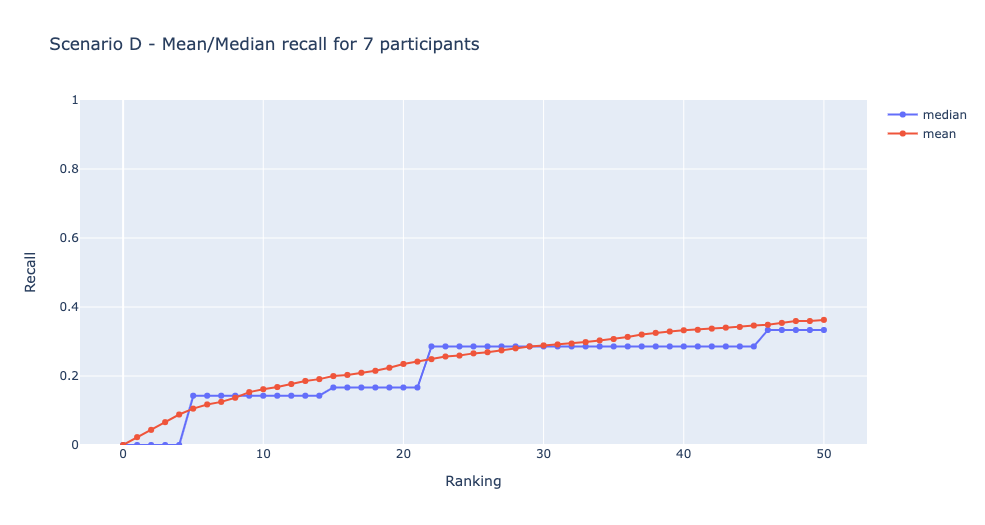 Scenario D - Mean/Median recall for 7 participants
median
mean
1
0.8
0.6
0.4
0.2
0
Recall
0 10 20 30 40 50
Ranking